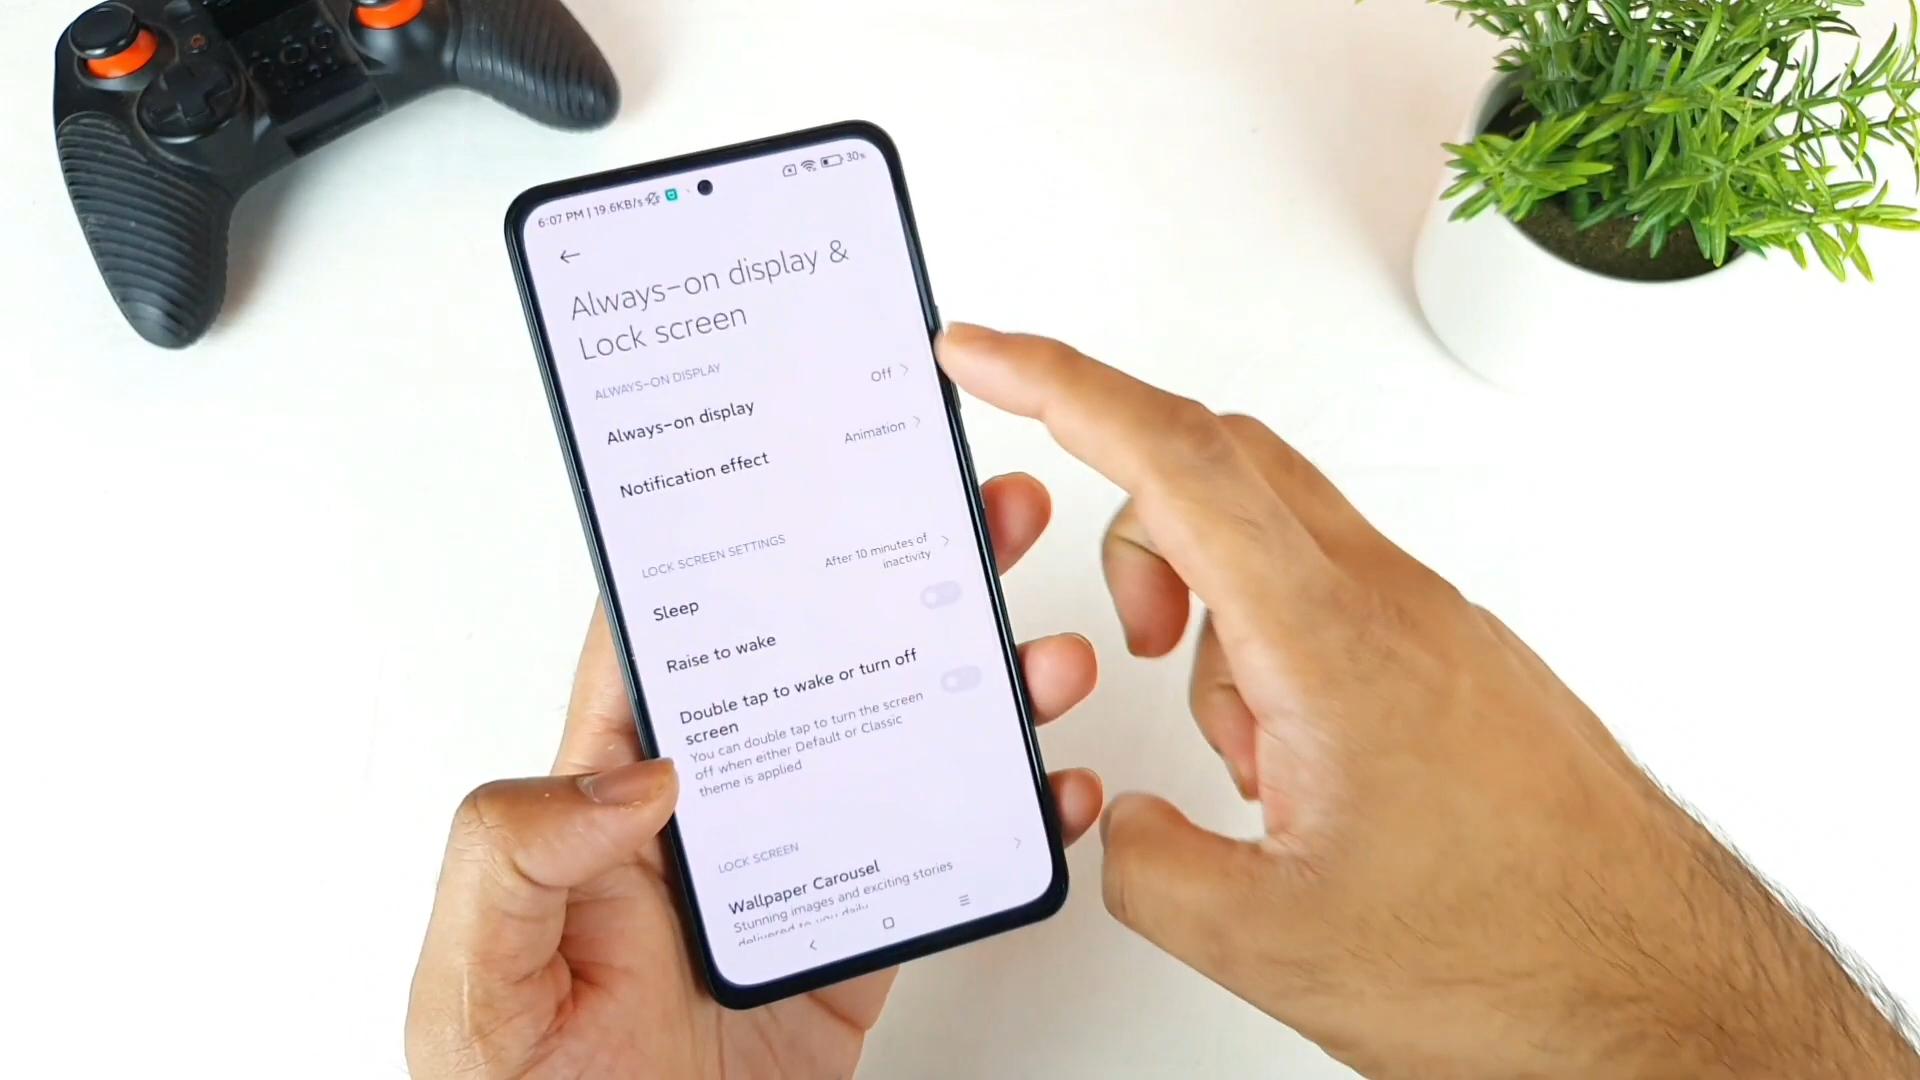 6:07 PM | 19.6KB/s
30%
Always-on display &
Lock screen
ALWAYS-ON DISPLAY
Always-on display Off
Notification effect Animation
LOCK SCREEN SETTINGS
Sleep After 10 minutes of
inactivity
Raise to wake
Double tap to wake or turn off
screen
You can double tap to turn the screen
off when either Default or Classic
theme is applied
LOCK SCREEN
Wallpaper Carousel
Stunning images and exciting stories
delivered to you daily